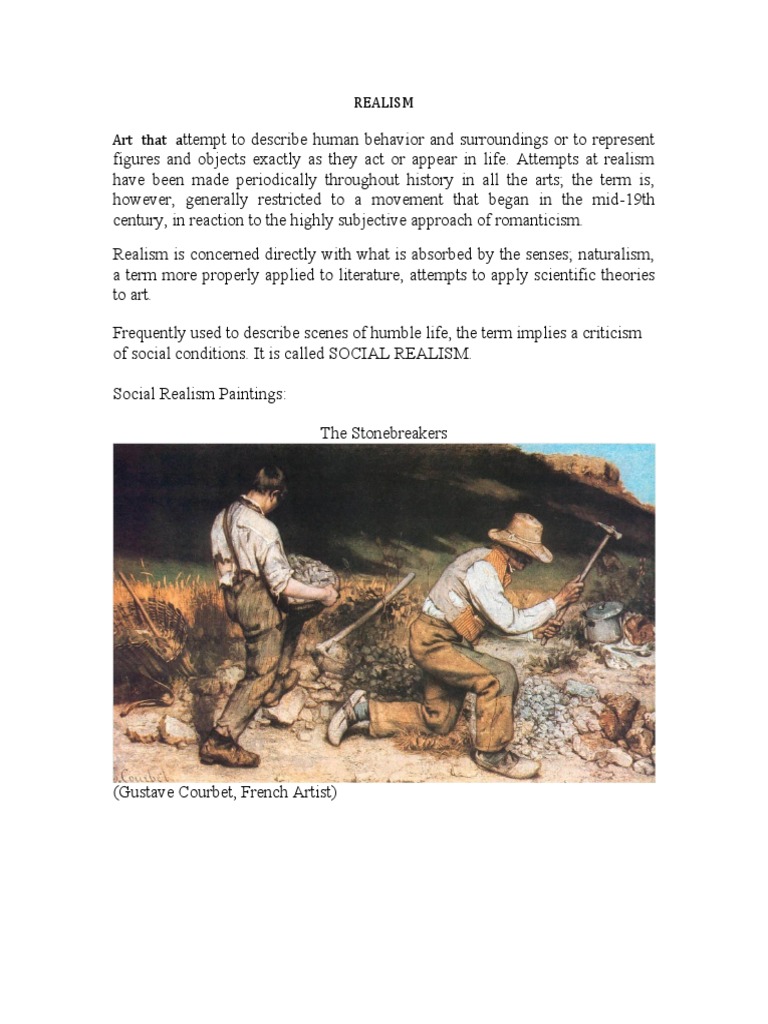 REALISM
Art that attempt to describe human behavior and surroundings or to represent
figures and objects exactly as they act or appear in life. Attempts at realism
have been made periodically throughout history in all the arts; the term is,
however, generally restricted to a movement that began in the mid-19th
century, in reaction to the highly subjective approach of romanticism.
Realism is concerned directly with what is absorbed by the senses; naturalism,
a term more properly applied to literature, attempts to apply scientific theories
to art.
Frequently used to describe scenes of humble life, the term implies a criticism
of social conditions. It is called SOCIAL REALISM.
Social Realism Paintings:
The Stonebreakers
G. Courbet
(Gustave Courbet, French Artist)